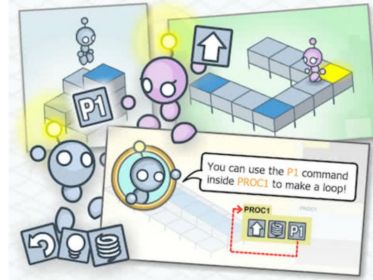 P1
You can use the P1 command
inside PROC1 to make a loop!
PROC1
P1